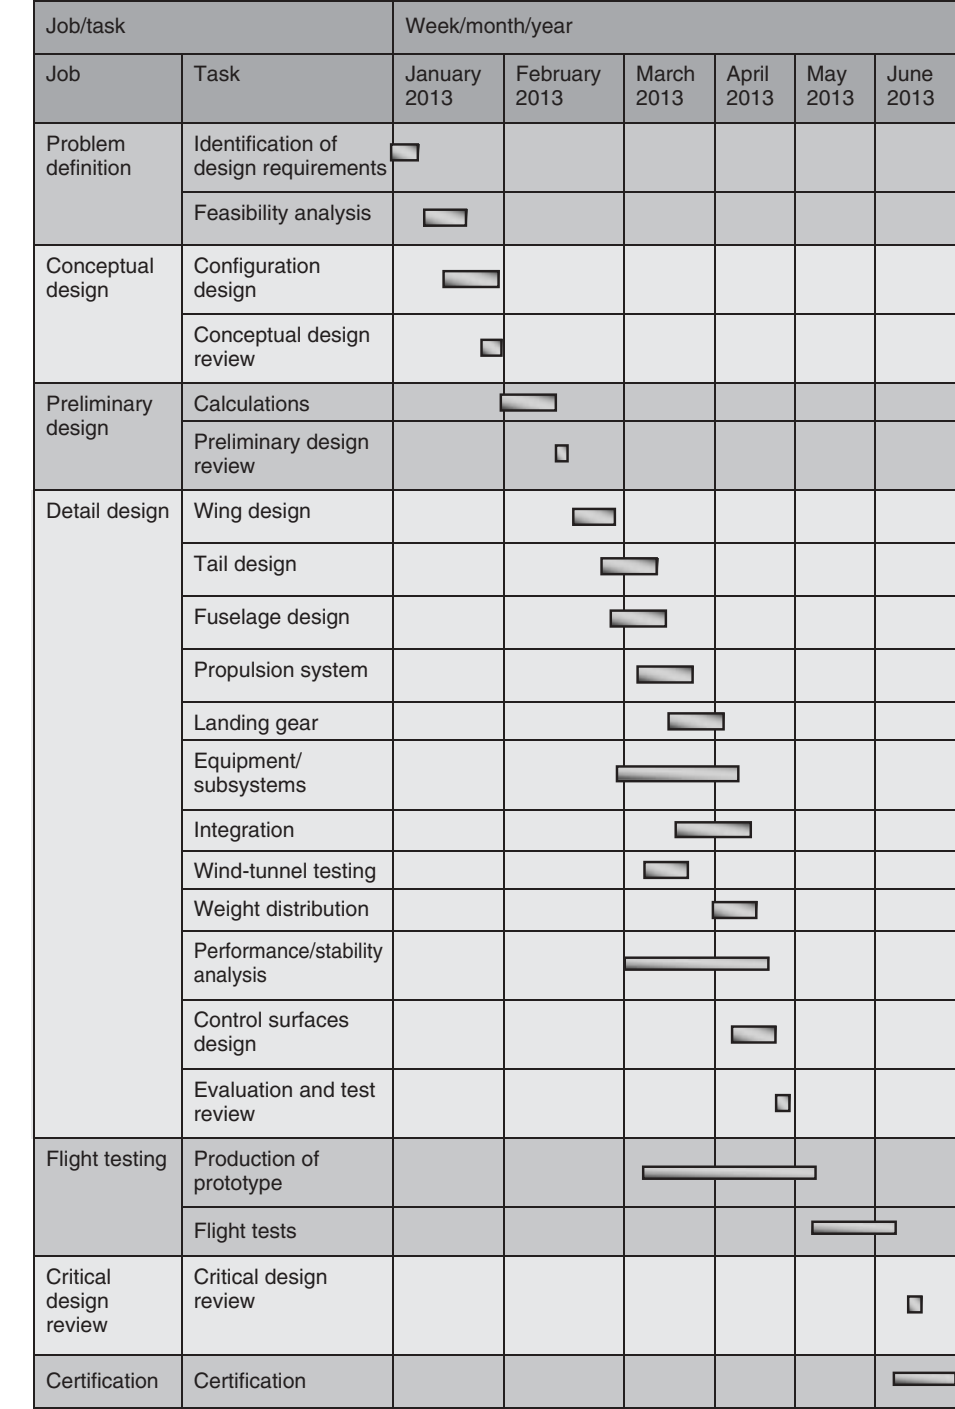 Job/task
Week/month/year
Job
Task
January
2013
February
2013
March
2013
April
2013
May
2013
June
2013
Problem
definition
Identification of
design requirements
Feasibility analysis
Conceptual
design
Configuration
design
Conceptual design
review
Preliminary
design
Calculations
Preliminary design
review
Detail design
Wing design
Tail design
Fuselage design
Propulsion system
Landing gear
Equipment/
subsystems
Integration
Wind-tunnel testing
Weight distribution
Performance/stability
analysis
Control surfaces
design
Evaluation and test
review
Flight testing
Production of
prototype
Flight tests
Critical
design
review
Critical design
review
Certification
Certification